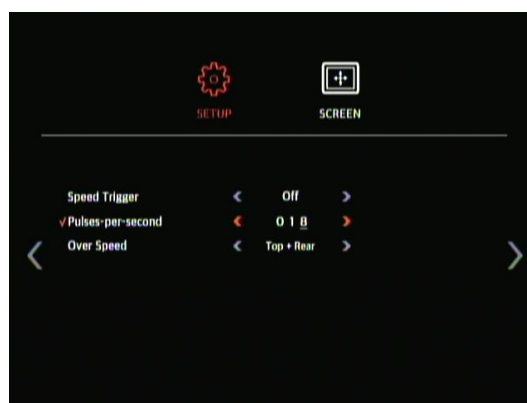 SETUP SCREEN
Speed Trigger Off
√Pulses-per-second 0 1 8
Over Speed Top + Rear